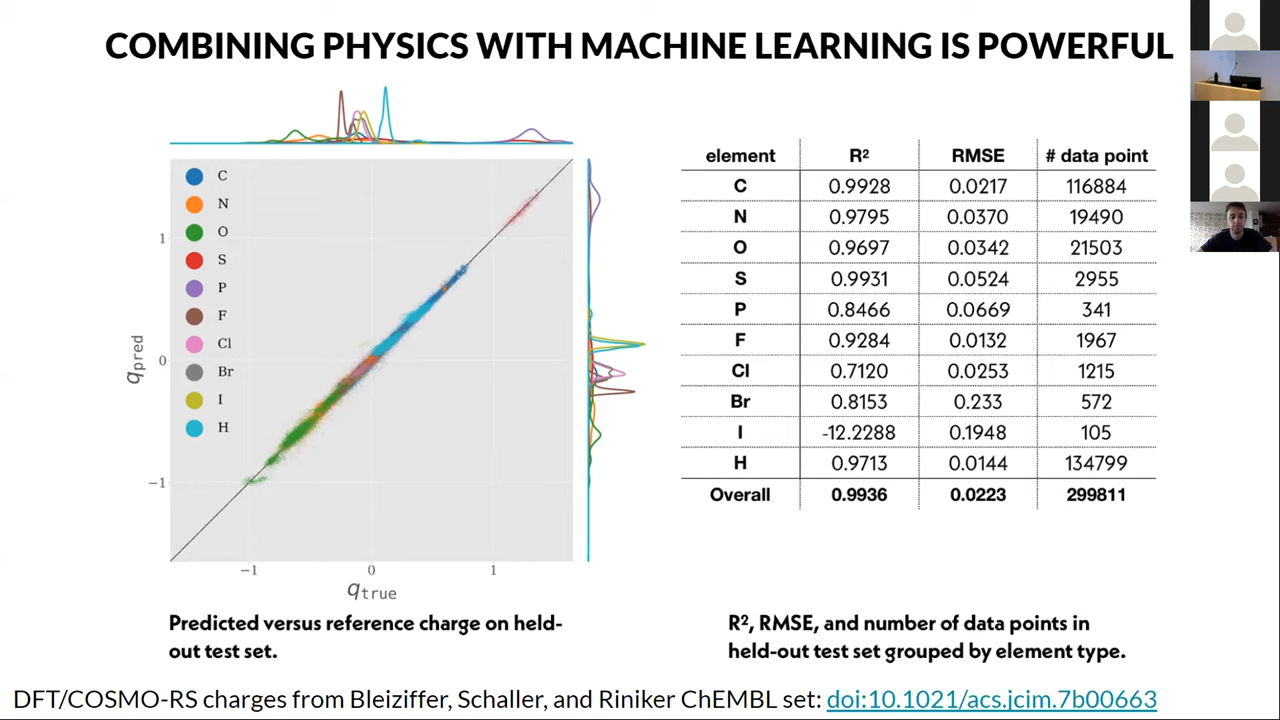 COMBINING PHYSICS WITH MACHINE LEARNING IS POWERFUL
C
N
O
S
P
F
Cl
Br
I
H
1
0
−1
q pred
−1 0 1
q true
Predicted versus reference charge on held-
out test set.
element R² RMSE # data point
C 0.9928 0.0217 116884
N 0.9795 0.0370 19490
O 0.9697 0.0342 21503
S 0.9931 0.0524 2955
P 0.8466 0.0669 341
F 0.9284 0.0132 1967
Cl 0.7120 0.0253 1215
Br 0.8153 0.233 572
I -12.2288 0.1948 105
H 0.9713 0.0144 134799
Overall 0.9936 0.0223 299811
R², RMSE, and number of data points in
held-out test set grouped by element type.
DFT/COSMO-RS charges from Bleiziffer, Schaller, and Riniker ChEMBL set: doi:10.1021/acs.jcim.7b00663